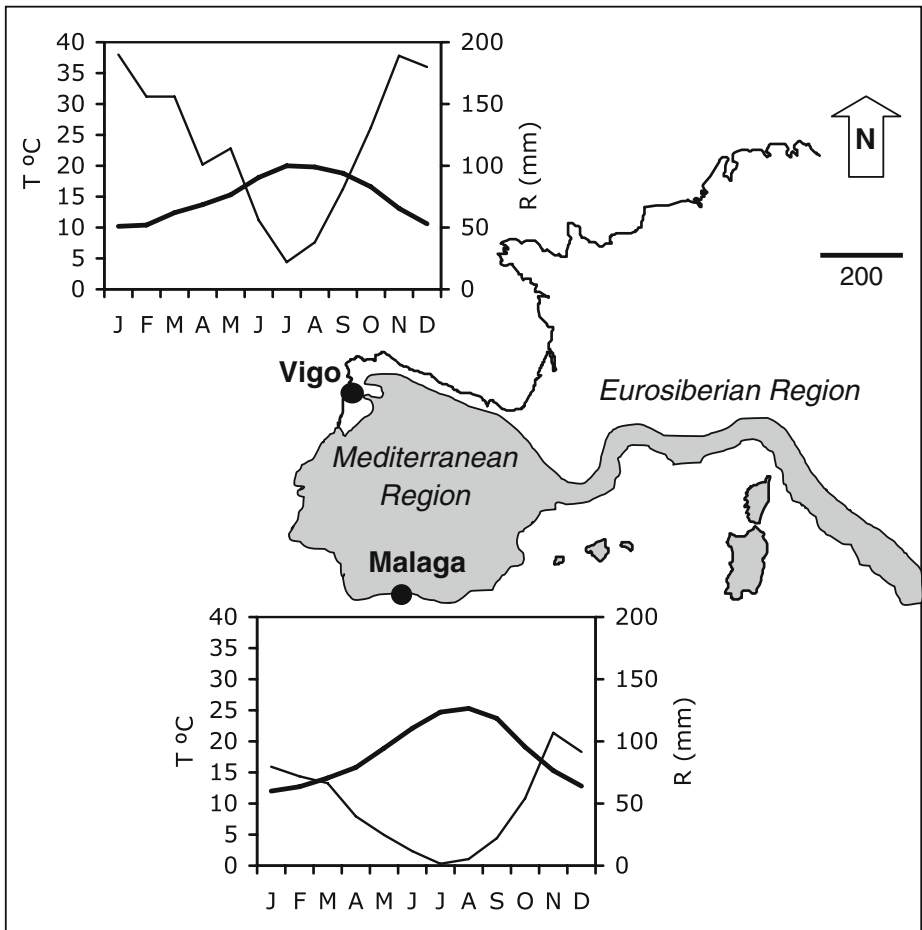 40 200
35
30 150
25
20 100
15
10 50
5
0 0
T ºC
R (mm)
J F M A M J J A S O N D
N
200
Vigo
Eurosiberian Region
Mediterranean
Region
Malaga
40 200
35
30 150
25
20 100
15
10 50
5
0 0
T ºC
R (mm)
J F M A M J J A S O N D